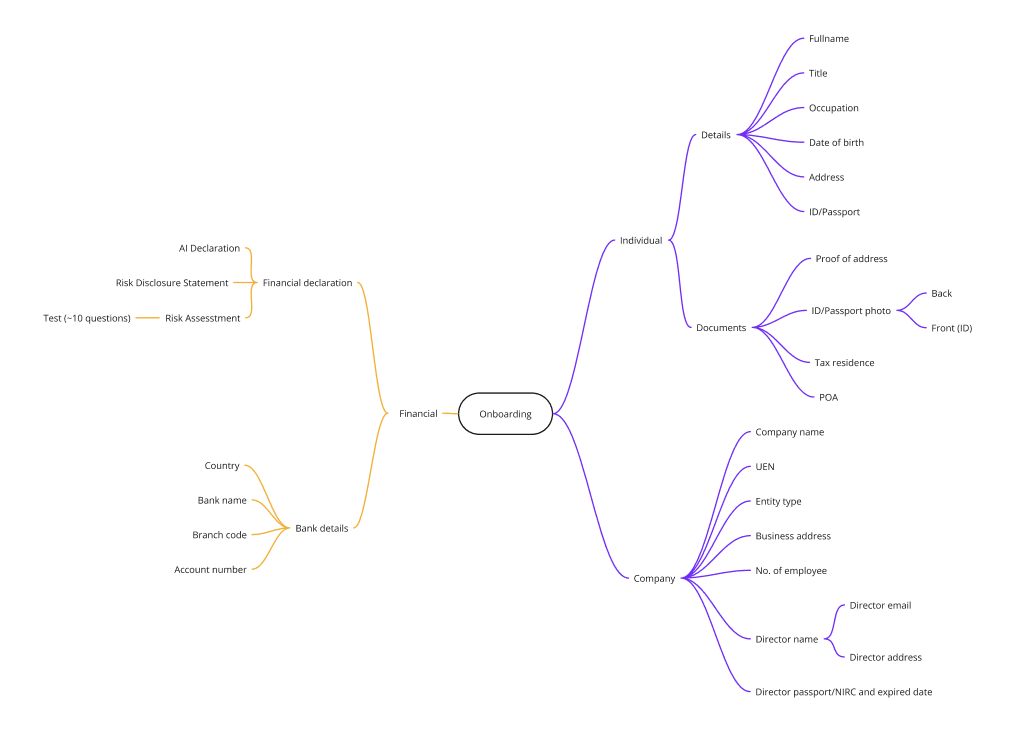 Onboarding
Individual
Details
Fullname
Title
Occupation
Date of birth
Address
ID/Passport
Documents
Proof of address
ID/Passport photo
Back
Front (ID)
Tax residence
POA
Company
Company name
UEN
Entity type
Business address
No. of employee
Director name
Director email
Director address
Director passport/NIRC and expired date
Financial
Financial declaration
AI Declaration
Risk Disclosure Statement
Risk Assesstment
Test (~10 questions)
Bank details
Country
Bank name
Branch code
Account number